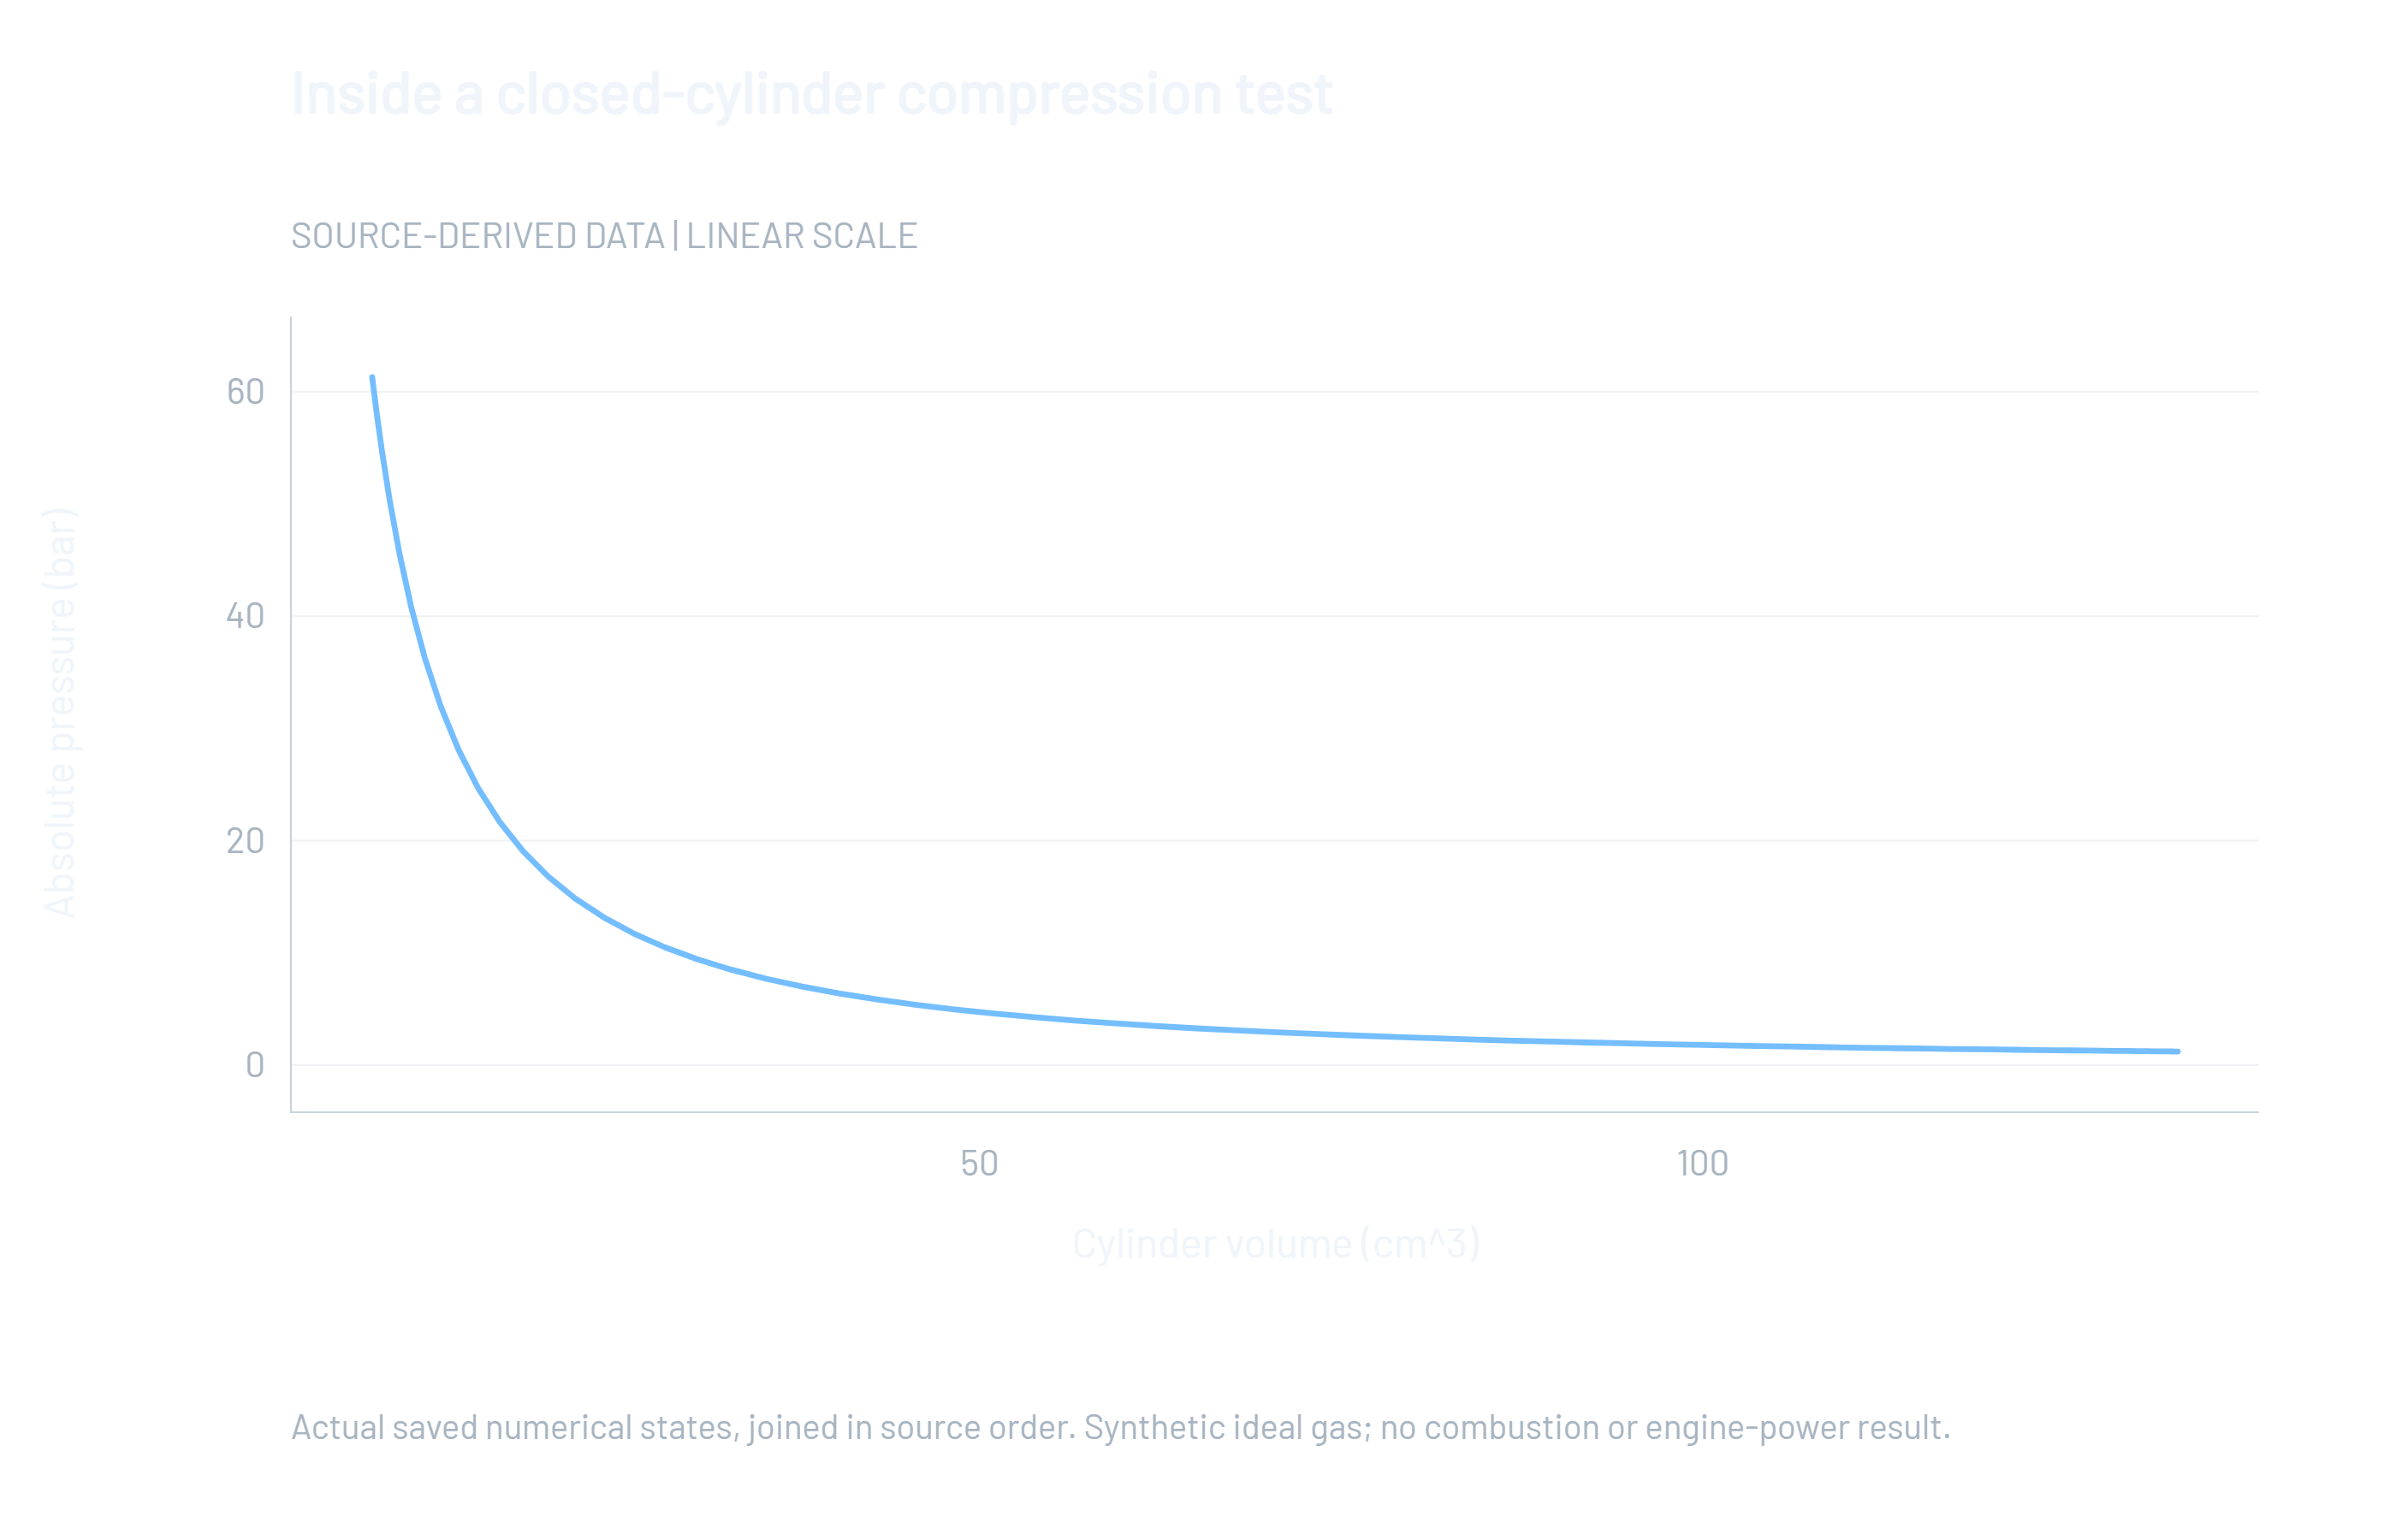 Inside a closed-cylinder compression test
SOURCE-DERIVED DATA | LINEAR SCALE
Absolute pressure (bar)
60
40
20
0
50
100
Cylinder volume (cm^3)
Actual saved numerical states, joined in source order. Synthetic ideal gas; no combustion or engine-power result.